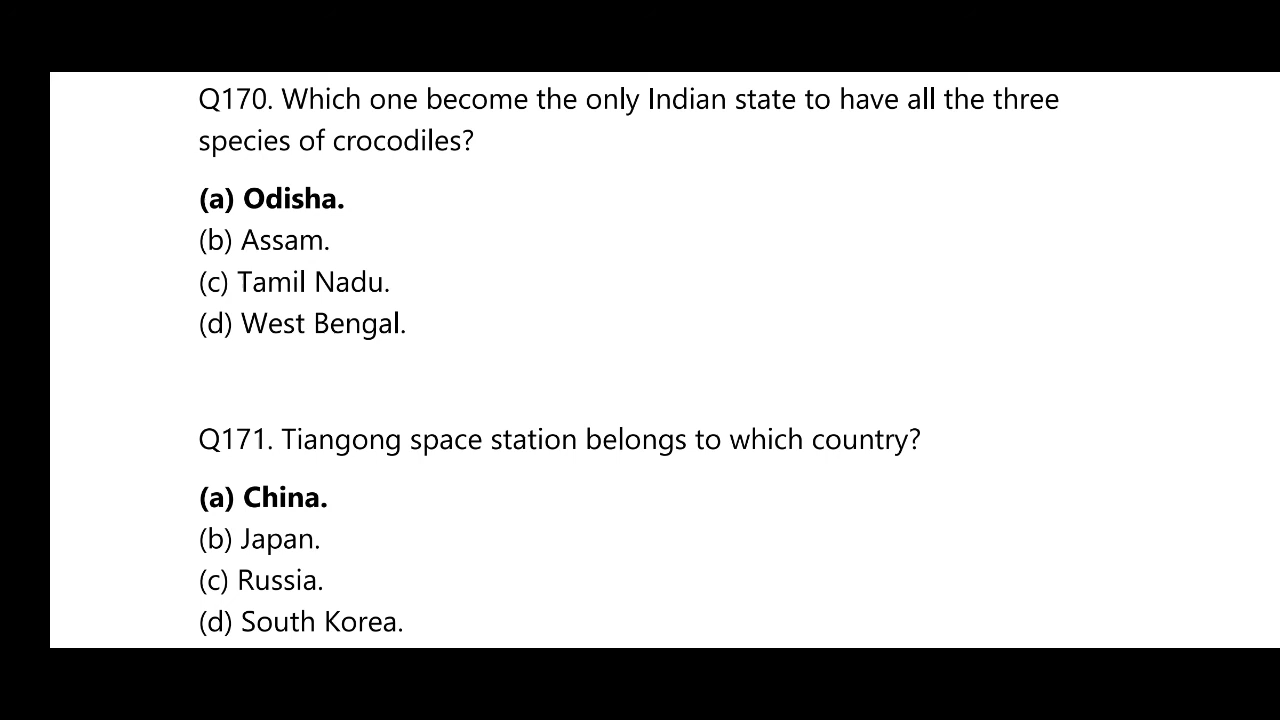 Q170. Which one become the only Indian state to have all the three
species of crocodiles?
(a) Odisha.
(b) Assam.
(c) Tamil Nadu.
(d) West Bengal.
Q171. Tiangong space station belongs to which country?
(a) China.
(b) Japan.
(c) Russia.
(d) South Korea.